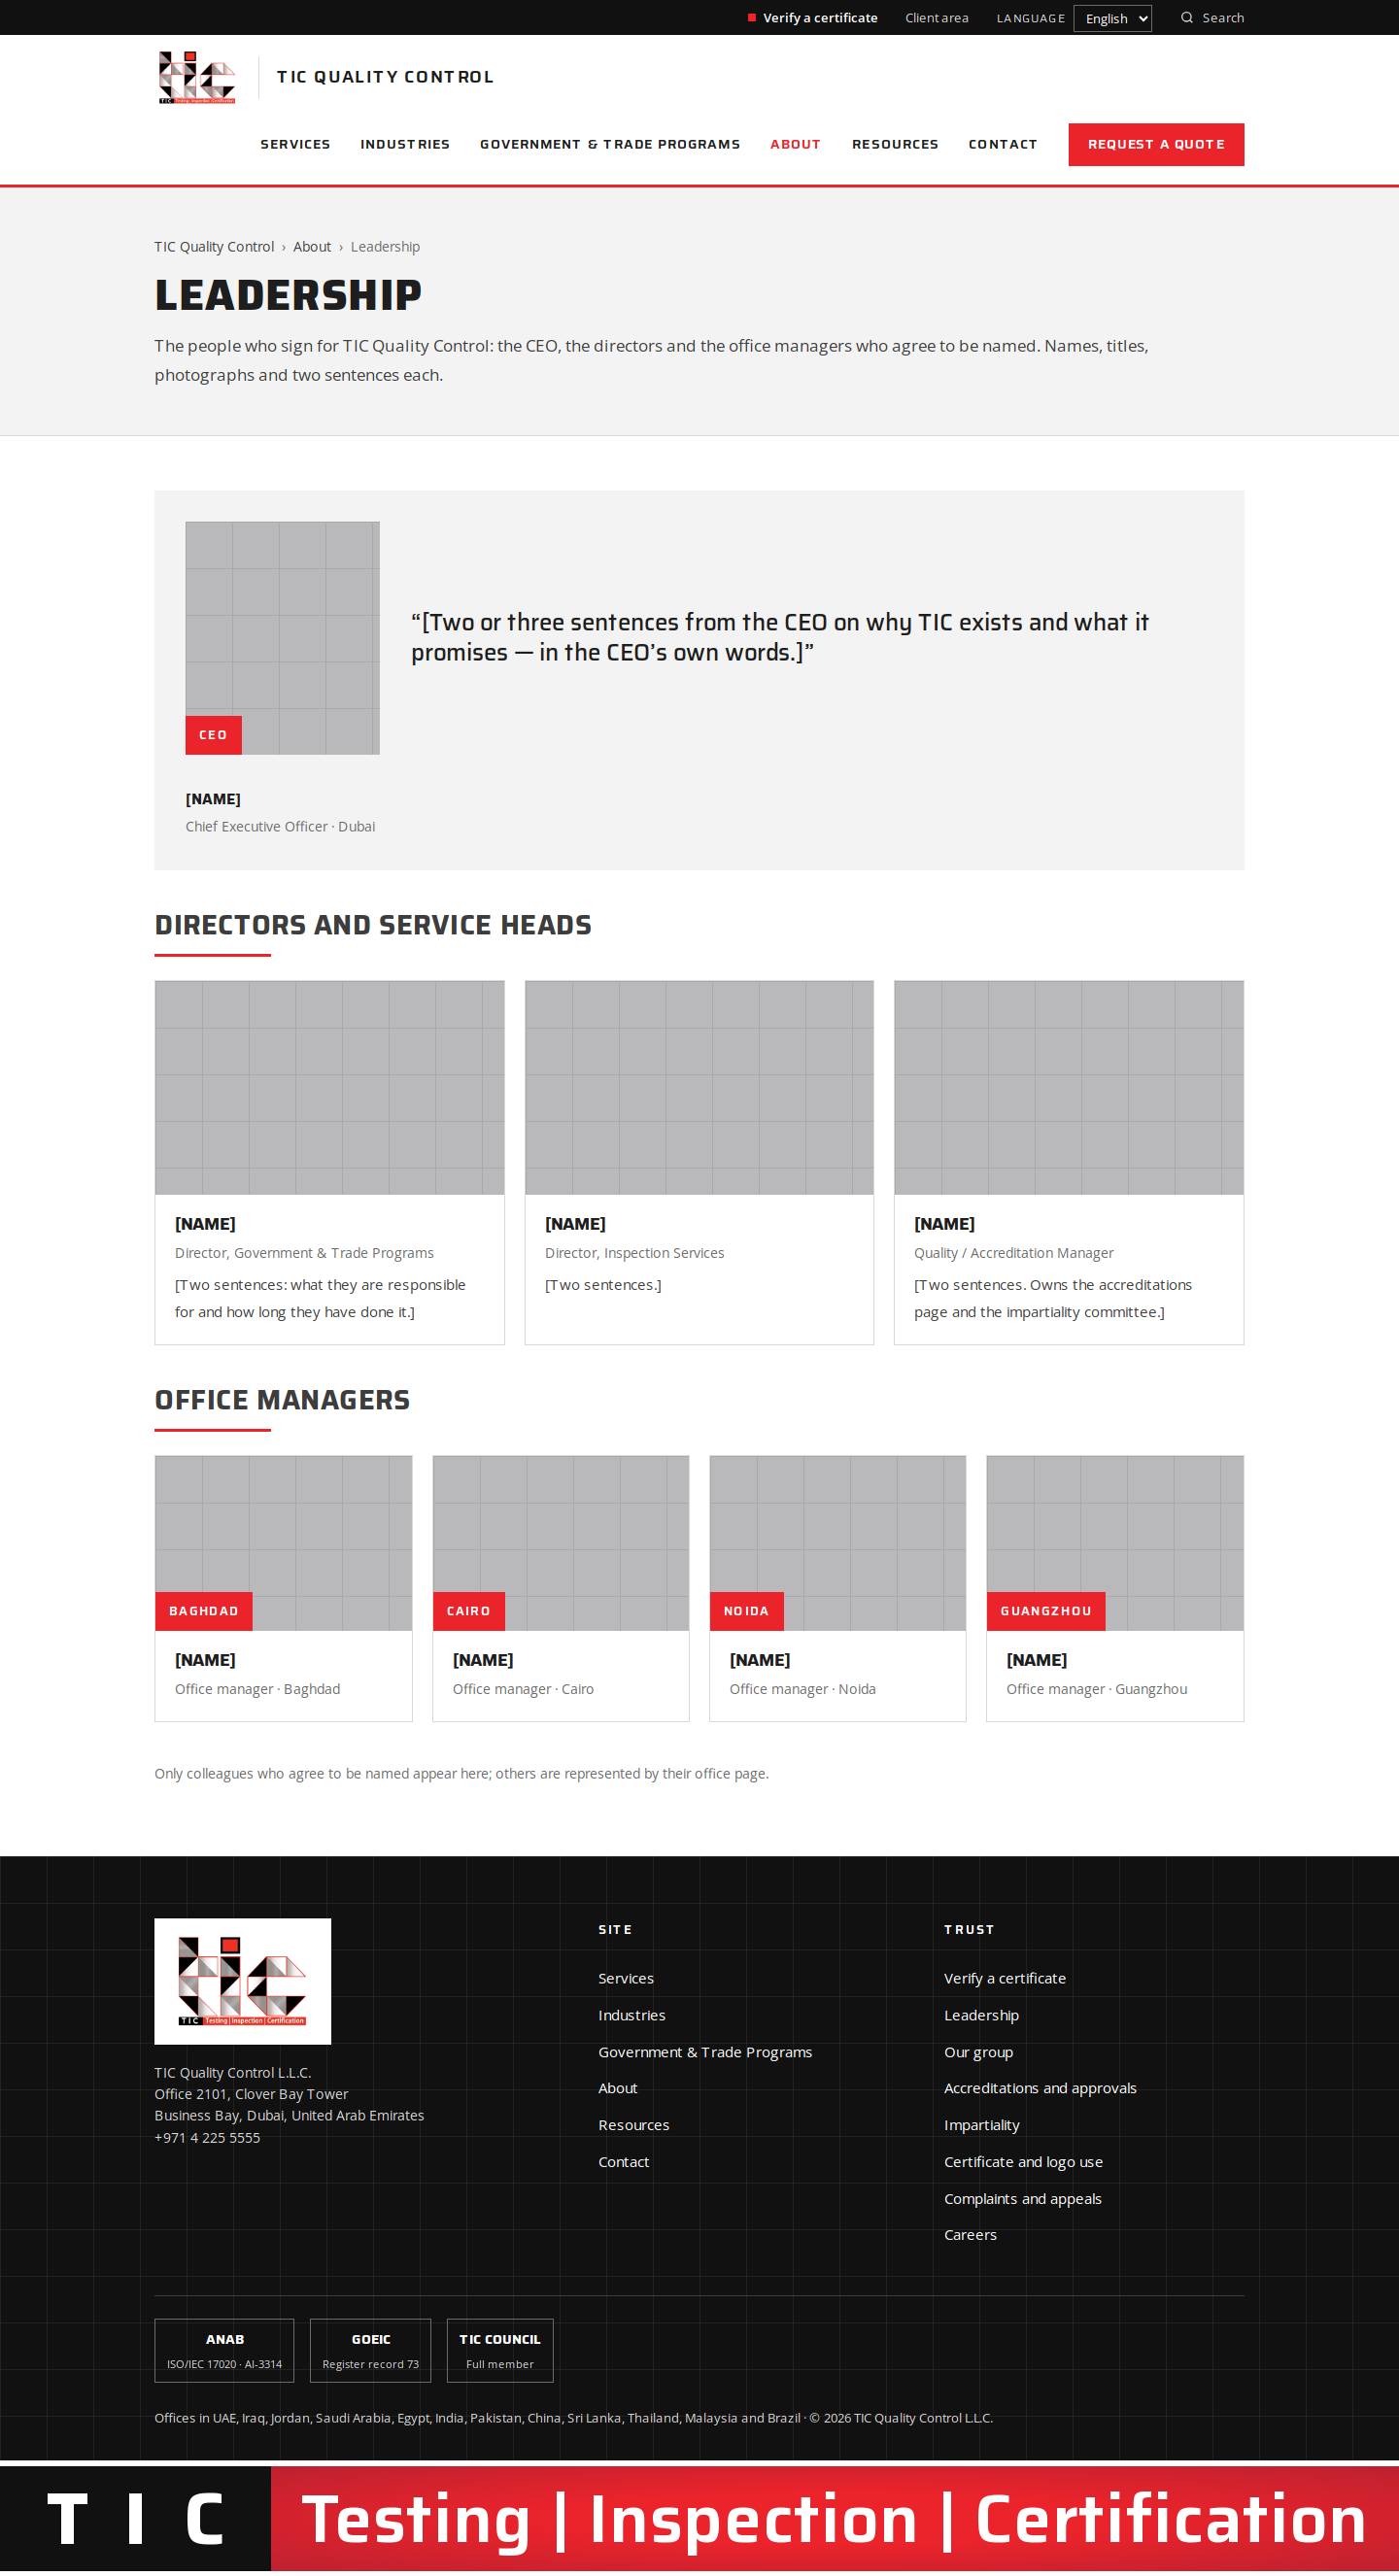 Verify a certificate Client area LANGUAGE English Search
tic
TIC Testing | Inspection | Certification
TIC QUALITY CONTROL
SERVICES INDUSTRIES GOVERNMENT & TRADE PROGRAMS ABOUT RESOURCES CONTACT REQUEST A QUOTE
TIC Quality Control › About › Leadership
LEADERSHIP
The people who sign for TIC Quality Control: the CEO, the directors and the office managers who agree to be named. Names, titles,
photographs and two sentences each.
“[Two or three sentences from the CEO on why TIC exists and what it
promises — in the CEO’s own words.]”
CEO
[NAME]
Chief Executive Officer · Dubai
DIRECTORS AND SERVICE HEADS
[NAME]
Director, Government & Trade Programs
[Two sentences: what they are responsible
for and how long they have done it.]
[NAME]
Director, Inspection Services
[Two sentences.]
[NAME]
Quality / Accreditation Manager
[Two sentences. Owns the accreditations
page and the impartiality committee.]
OFFICE MANAGERS
BAGHDAD
[NAME]
Office manager · Baghdad
CAIRO
[NAME]
Office manager · Cairo
NOIDA
[NAME]
Office manager · Noida
GUANGZHOU
[NAME]
Office manager · Guangzhou
Only colleagues who agree to be named appear here; others are represented by their office page.
tic
TIC Testing | Inspection | Certification
TIC Quality Control L.L.C.
Office 2101, Clover Bay Tower
Business Bay, Dubai, United Arab Emirates
+971 4 225 5555
SITE
Services
Industries
Government & Trade Programs
About
Resources
Contact
TRUST
Verify a certificate
Leadership
Our group
Accreditations and approvals
Impartiality
Certificate and logo use
Complaints and appeals
Careers
ANAB
ISO/IEC 17020 · AI-3314
GOEIC
Register record 73
TIC COUNCIL
Full member
Offices in UAE, Iraq, Jordan, Saudi Arabia, Egypt, India, Pakistan, China, Sri Lanka, Thailand, Malaysia and Brazil · © 2026 TIC Quality Control L.L.C.
TIC Testing | Inspection | Certification